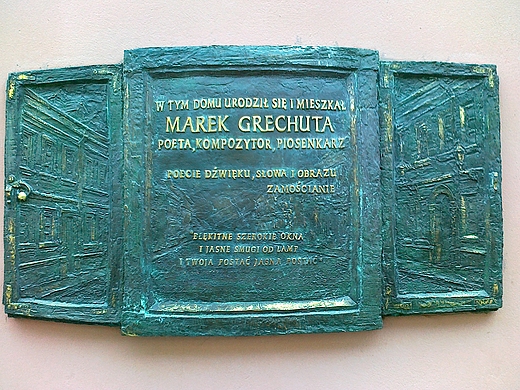 W TYM DOMU URODZIŁ SIĘ I MIESZKAŁ
MAREK GRECHUTA
POETA, KOMPOZYTOR PIOSENKARZ
POECIE DŹWIĘKU, SŁOWA I OBRAZU
ZAMOŚCIANIE
BŁĘKITNE SZEROKIE OKNA
I JASNE SMUGI OD LAMP
I TWOJA POSTAĆ JASNA